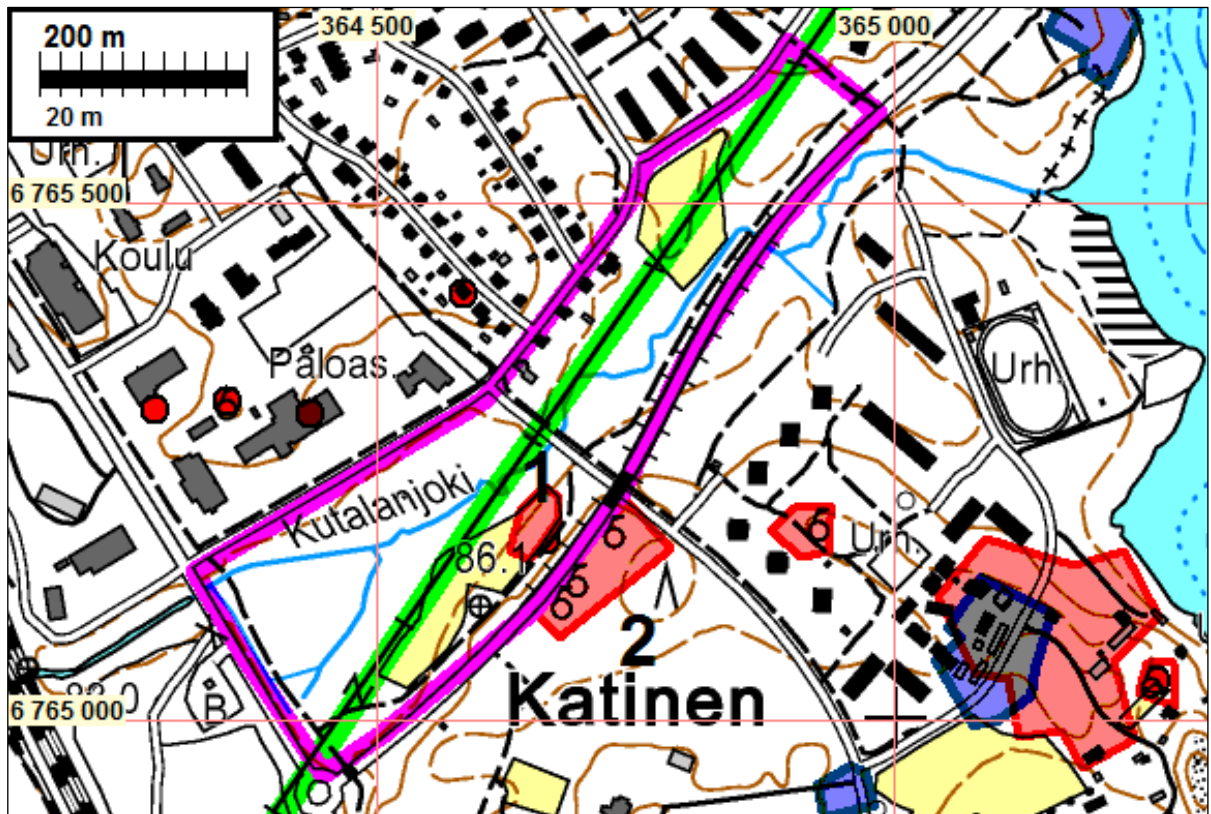 200 m
20 m
364 500
365 000
Urh.
6 765 500
Koulu
Paloas.
Urh.
1
Kutalanjoki
86.1
Urh.
2
Katinen
B
6 765 000